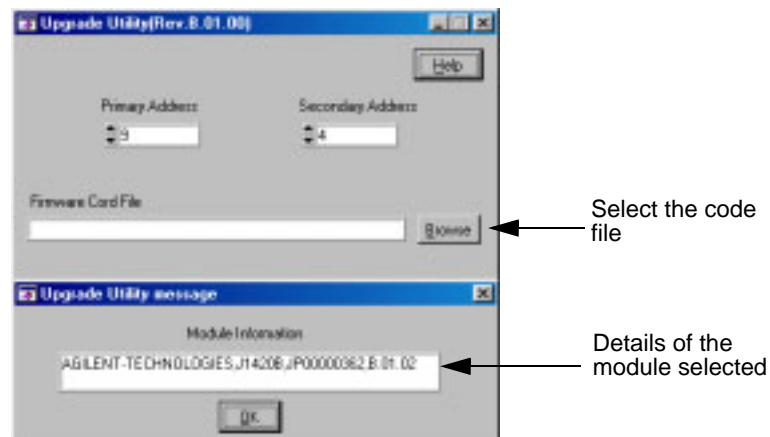 Upgrade Utility(Rev.B.01.00)
Help
Primary Address
Secondary Address
9
4
Firmware Cord File
Browse
Select the code
file
Upgrade Utility message
Module Information
AGILENT-TECHNOLOGIES,J1420B,JP00000362,B.01.02
OK
Details of the
module selected